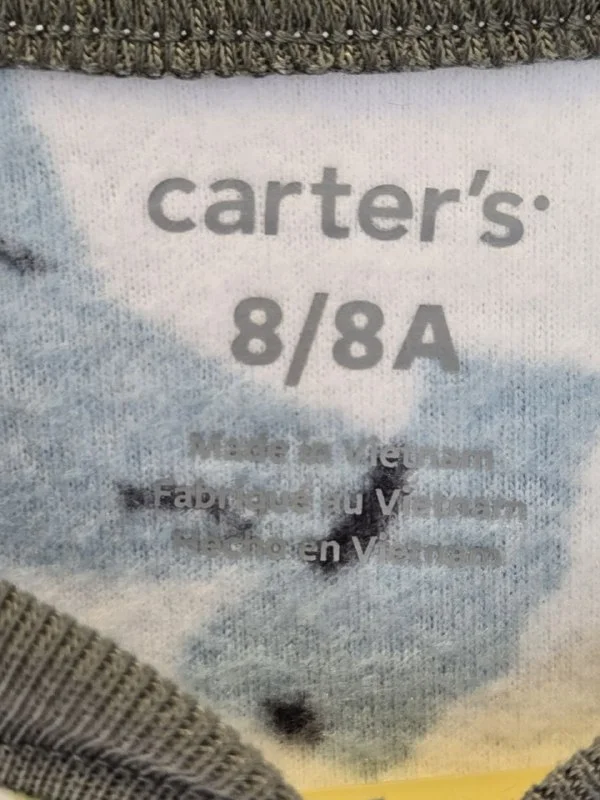 carter's
8/8A
Made in Vietnam
Fabriqué au Vietnam
Hecho en Vietnam